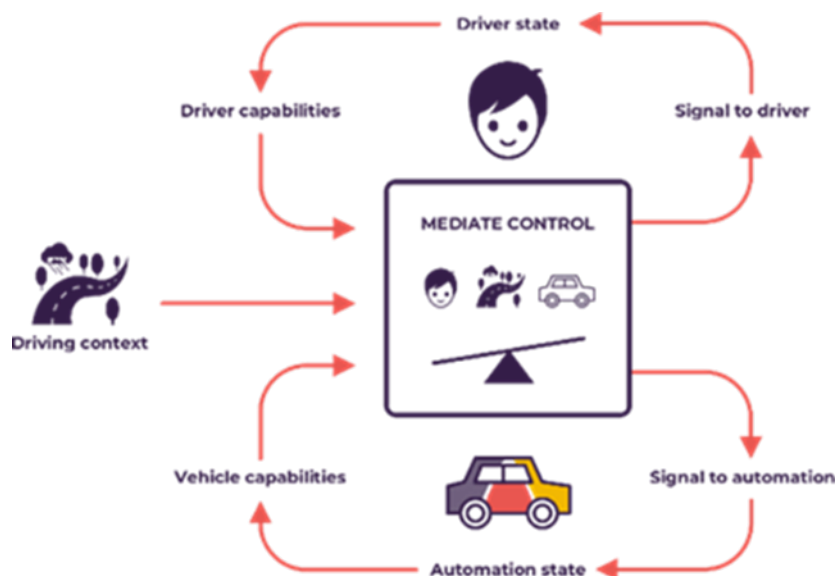 Driver state
Driver capabilities
Signal to driver
MEDIATE CONTROL
Driving context
Vehicle capabilities
Signal to automation
Automation state